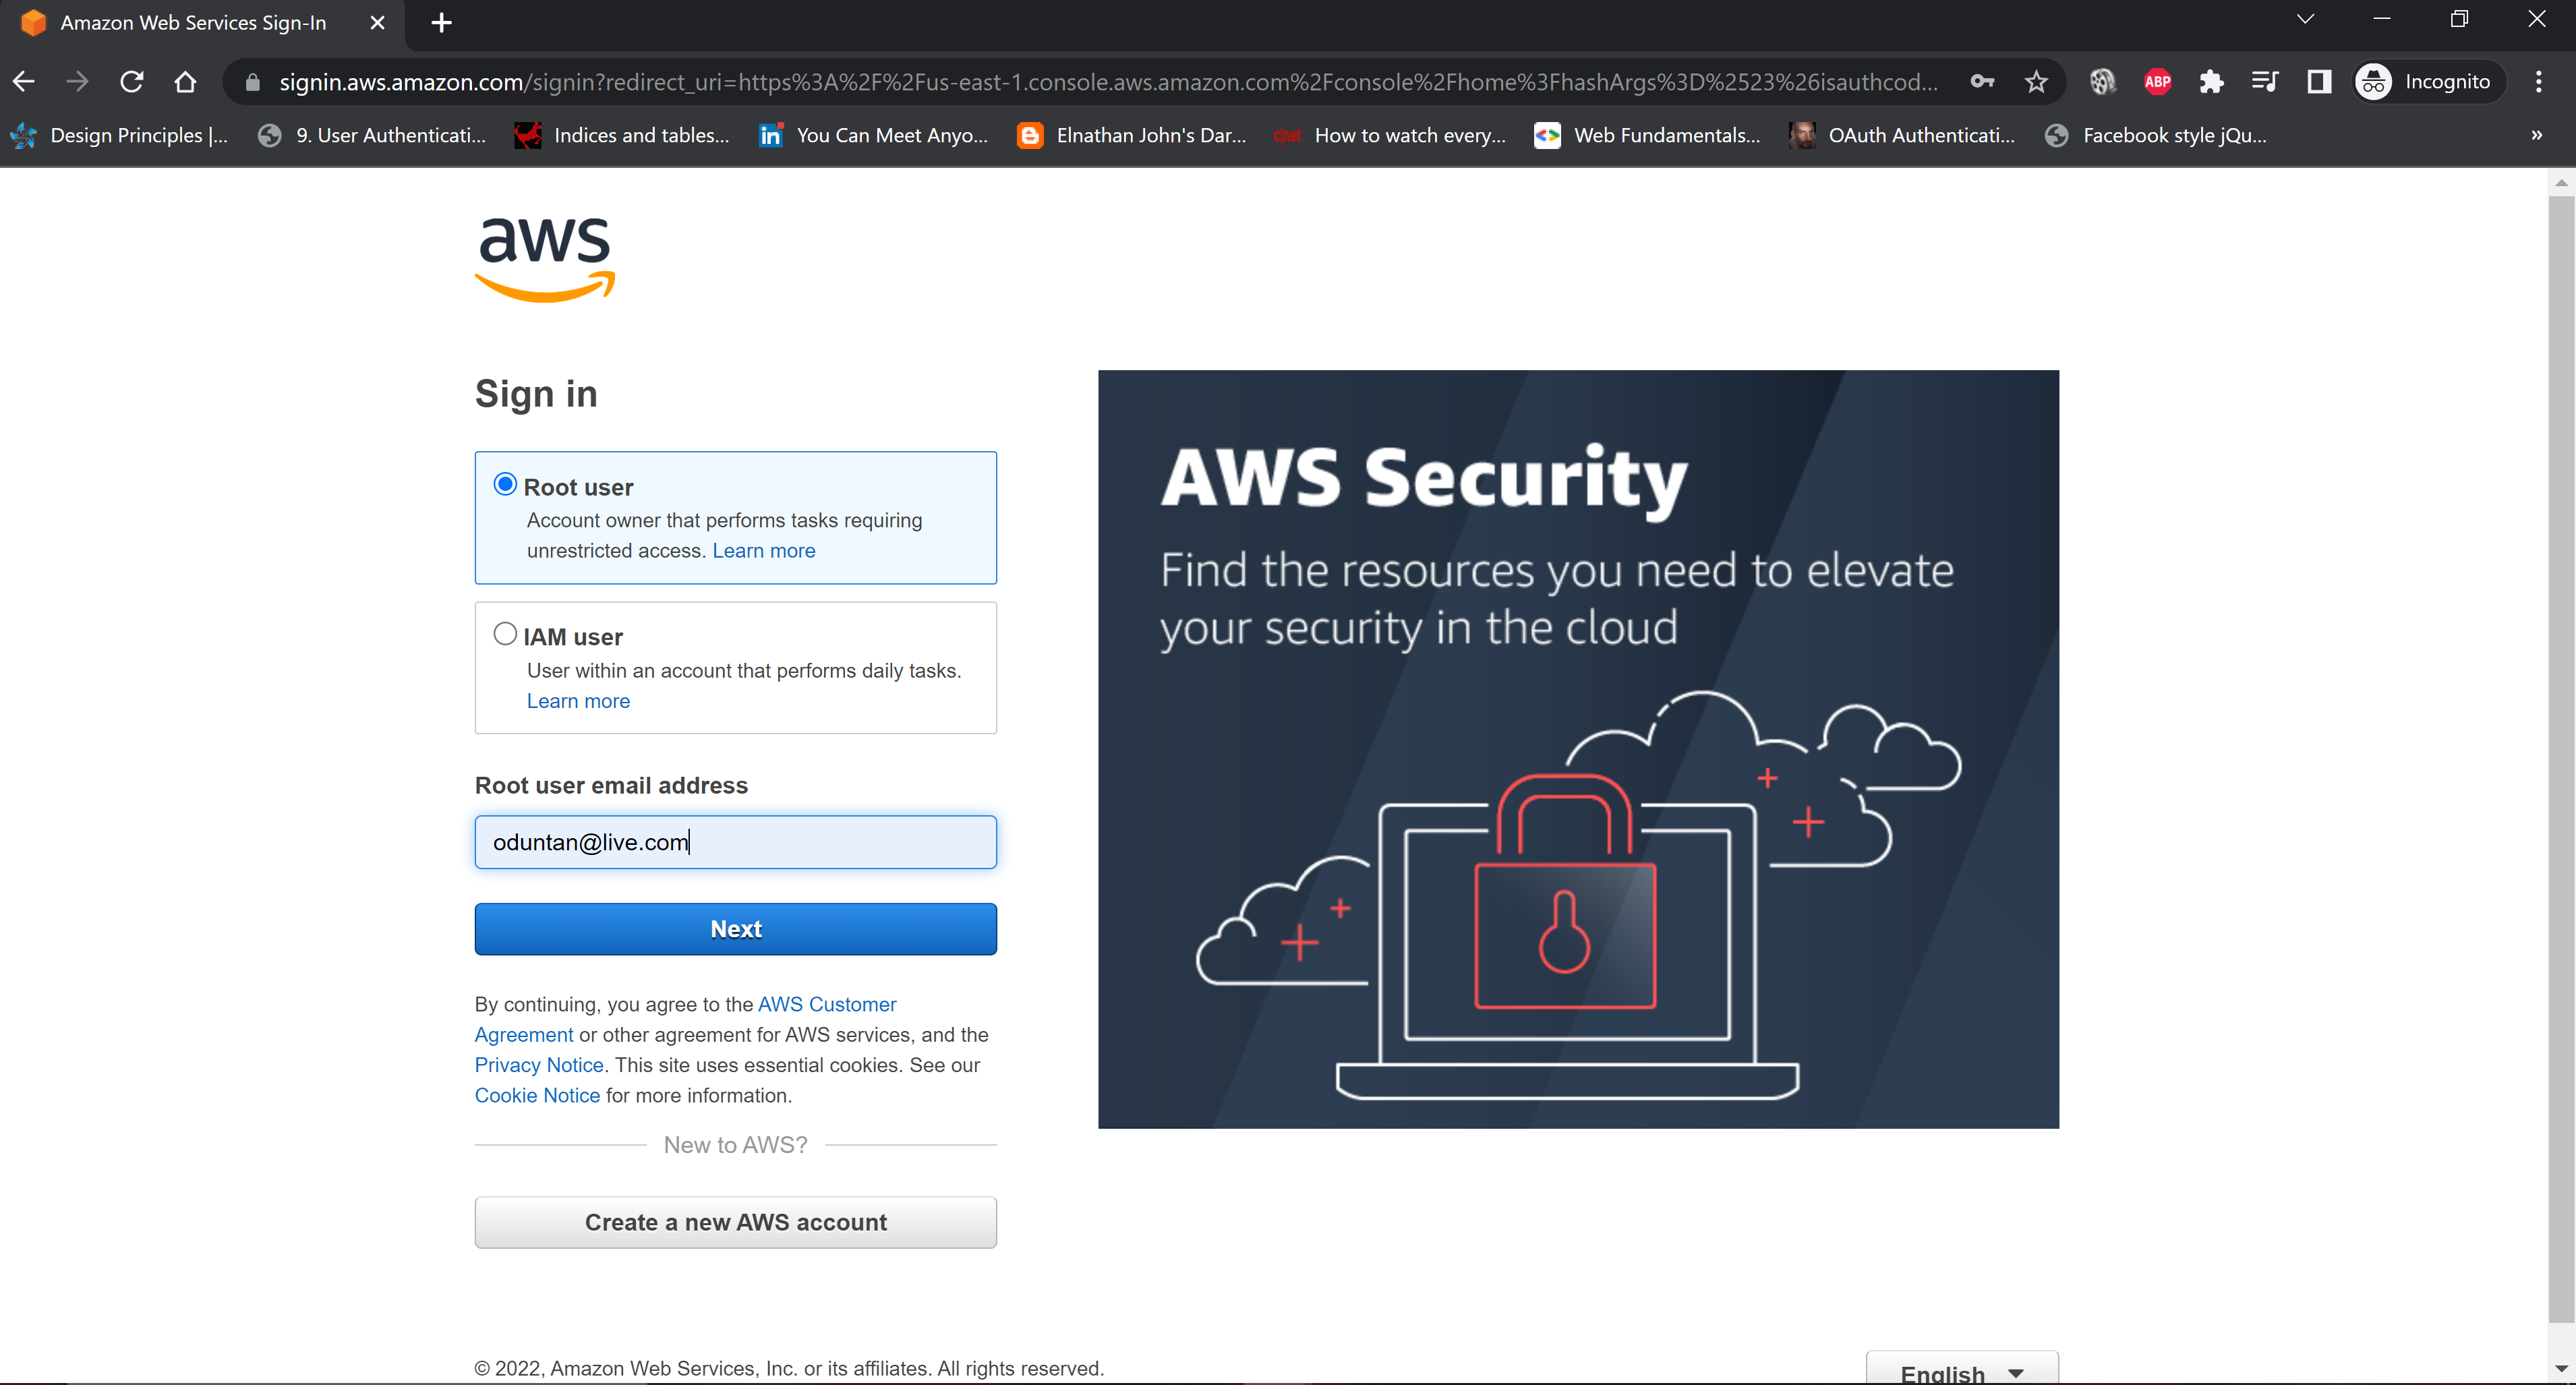 Amazon Web Services Sign-In
signin.aws.amazon.com/signin?redirect_uri=https%3A%2F%2Fus-east-1.console.aws.amazon.com%2Fconsole%2Fhome%3FhashArgs%3D%2523%26isauthcod...
ABP
Incognito
Design Principles |...
9. User Authenticati...
Indices and tables...
in
You Can Meet Anyo...
Elnathan John's Dar...
c|net
How to watch every...
Web Fundamentals...
OAuth Authenticati...
Facebook style jQu...
»
aws
Sign in
Root user
Account owner that performs tasks requiring
unrestricted access. Learn more
IAM user
User within an account that performs daily tasks.
Learn more
Root user email address
oduntan@live.com
Next
By continuing, you agree to the AWS Customer
Agreement or other agreement for AWS services, and the
Privacy Notice. This site uses essential cookies. See our
Cookie Notice for more information.
New to AWS?
Create a new AWS account
AWS Security
Find the resources you need to elevate
your security in the cloud
© 2022, Amazon Web Services, Inc. or its affiliates. All rights reserved.
English